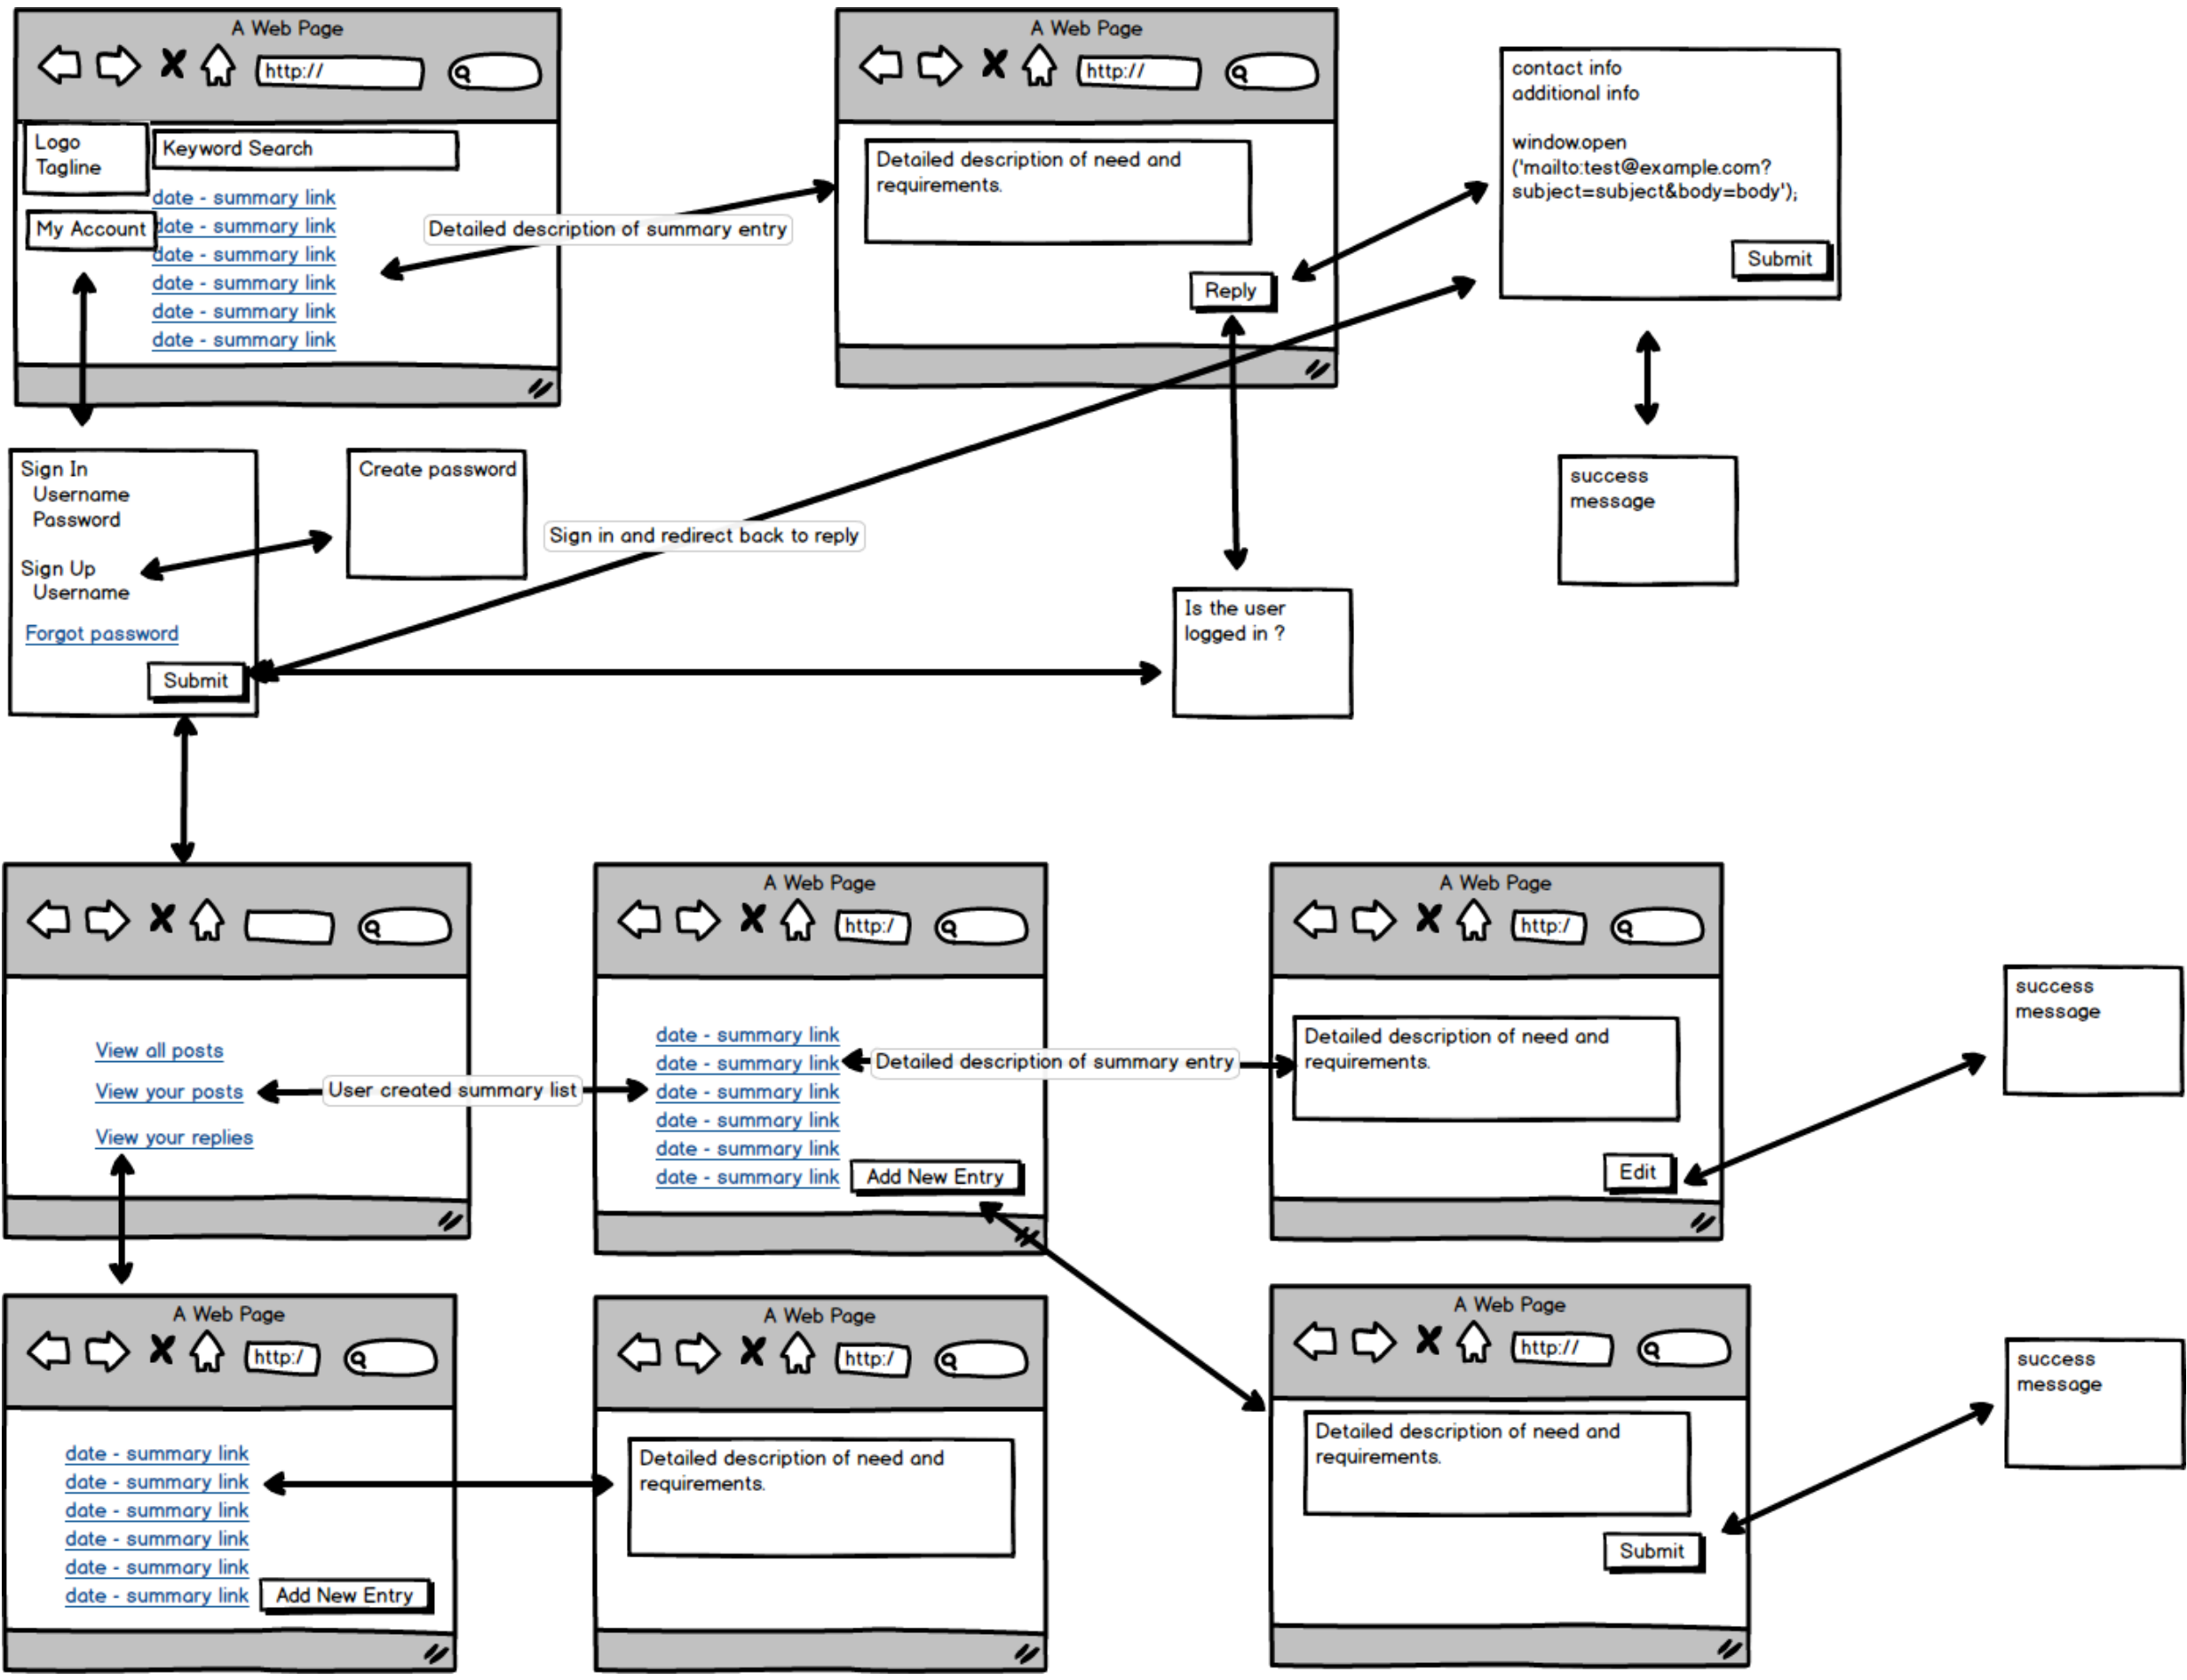 A Web Page
http://
Logo
Tagline
Keyword Search
My Account
date - summary link
date - summary link
date - summary link
date - summary link
date - summary link
date - summary link
Detailed description of summary entry
A Web Page
http://
Detailed description of need and
requirements.
Reply
contact info
additional info
window.open
('mailto:test@example.com?
subject=subject&body=body');
Submit
Sign In
Username
Password
Sign Up
Username
Forgot password
Submit
Create password
Sign in and redirect back to reply
Is the user
logged in ?
success
message
View all posts
View your posts
View your replies
User created summary list
A Web Page
http:/
date - summary link
date - summary link
date - summary link
date - summary link
date - summary link
date - summary link
Add New Entry
Detailed description of summary entry
A Web Page
http:/
Detailed description of need and
requirements.
Edit
success
message
A Web Page
http:/
date - summary link
date - summary link
date - summary link
date - summary link
date - summary link
date - summary link
Add New Entry
A Web Page
http:/
Detailed description of need and
requirements.
A Web Page
http://
Detailed description of need and
requirements.
Submit
success
message